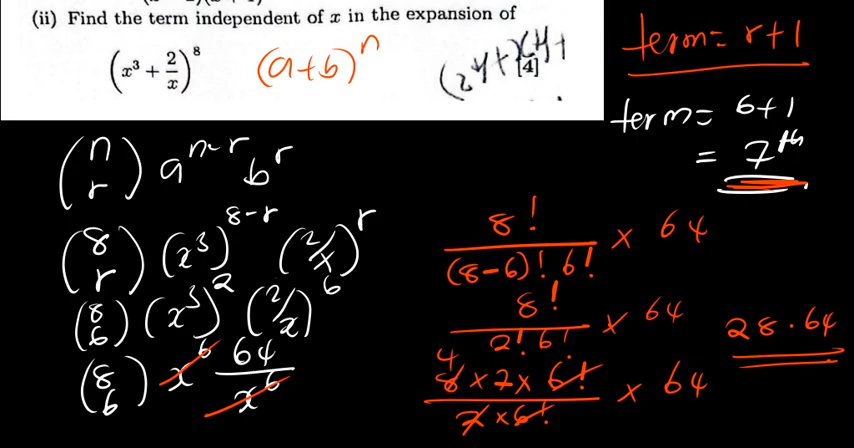 (ii) Find the term independent of x in the expansion of
(x³ + 2/x)⁸
(a+b)ⁿ
[4]
term = r+1
term = 6+1
= 7th
(n r) a^(n-r) b^r
(8 r) (x³)^(8-r) (2/x)^r
(8 6) (x³)² (2/x)⁶
(8 6) x⁶ 64/x⁶
8!/((8-6)! 6!) × 64
8!/(2! 6!) × 64
4
8×7×6!/(2×6!) × 64
28.64